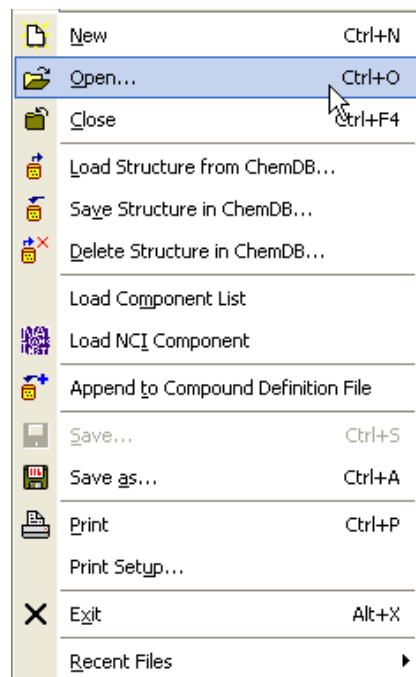 New Ctrl+N
Open... Ctrl+O
Close Ctrl+F4
Load Structure from ChemDB...
Save Structure in ChemDB...
Delete Structure in ChemDB...
Load Component List
Load NCI Component
Append to Compound Definition File
Save... Ctrl+S
Save as... Ctrl+A
Print Ctrl+P
Print Setup...
Exit Alt+X
Recent Files